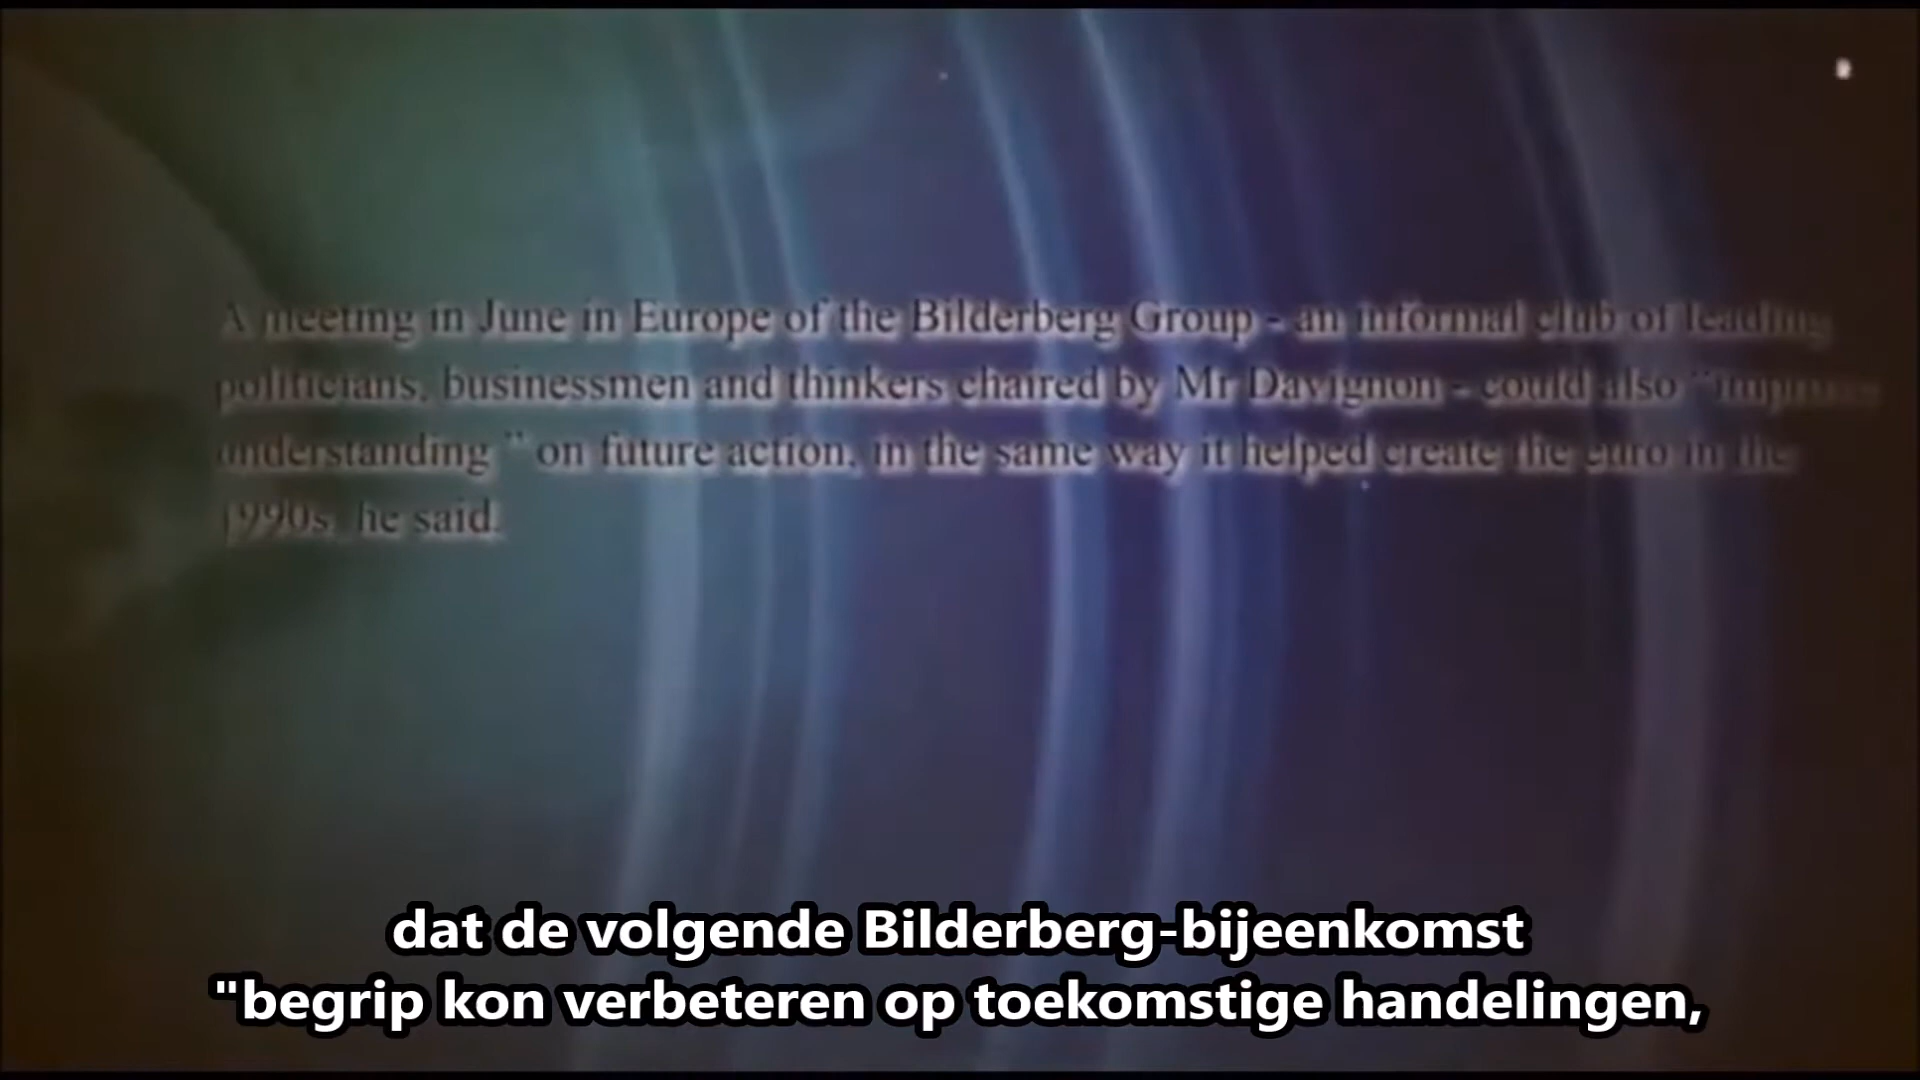 A meeting in June in Europe of the Bilderberg Group - an informal club of leading
politicians, businessmen and thinkers chaired by Mr Davignon - could also "improve
understanding" on future action, in the same way it helped create the euro in the
1990s, he said.
dat de volgende Bilderberg-bijeenkomst
"begrip kon verbeteren op toekomstige handelingen,